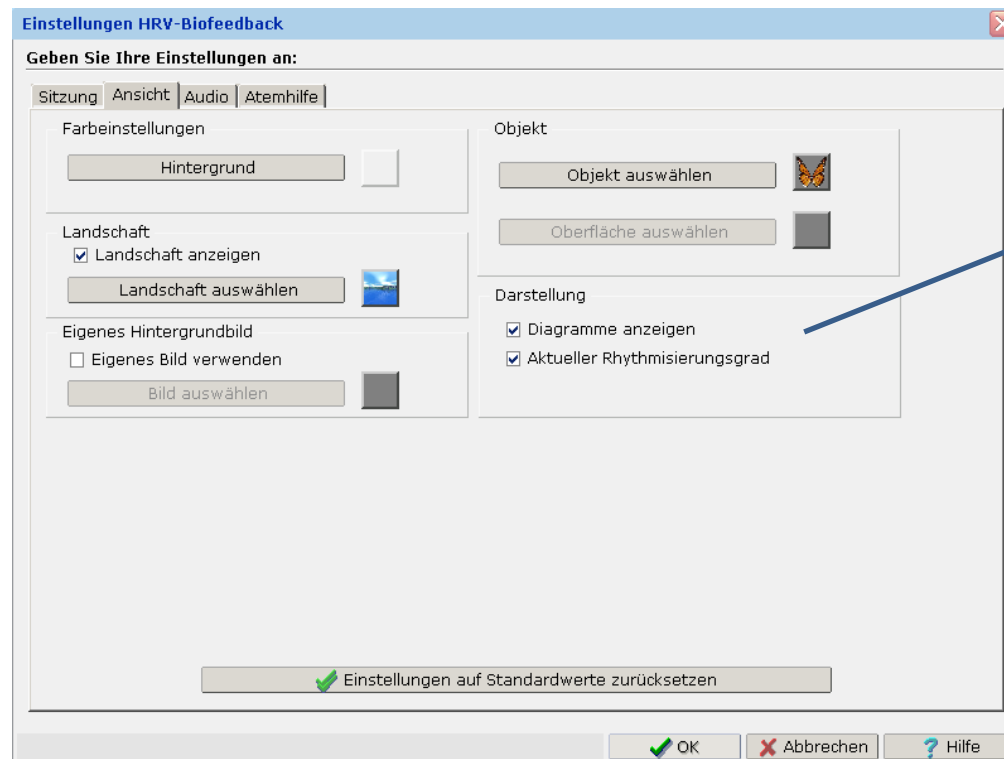 Einstellungen HRV-Biofeedback
Geben Sie Ihre Einstellungen an:
Sitzung Ansicht Audio Atemhilfe
Farbeinstellungen
Hintergrund
Landschaft
Landschaft anzeigen
Landschaft auswählen
Eigenes Hintergrundbild
Eigenes Bild verwenden
Bild auswählen
Objekt
Objekt auswählen
Oberfläche auswählen
Darstellung
Diagramme anzeigen
Aktueller Rhythmisierungsgrad
Einstellungen auf Standardwerte zurücksetzen
OK Abbrechen Hilfe